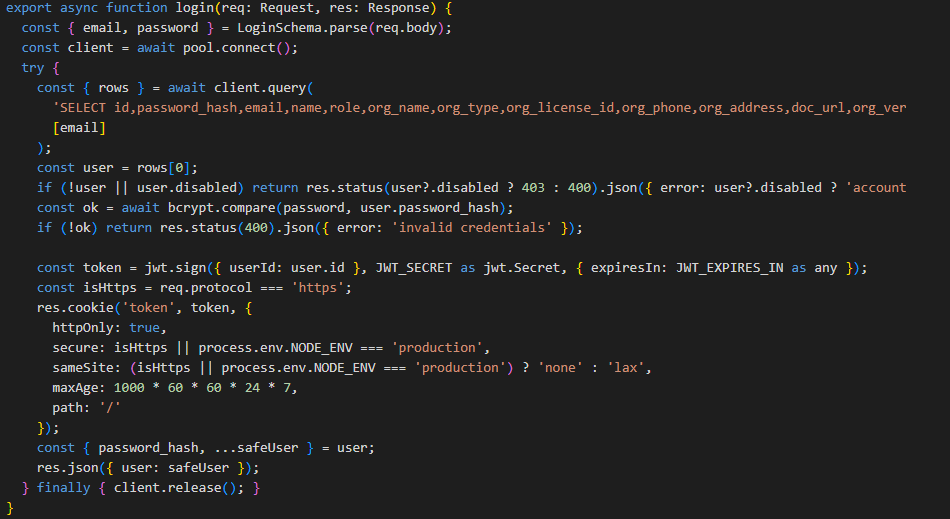 export async function login(req: Request, res: Response) {
  const { email, password } = LoginSchema.parse(req.body);
  const client = await pool.connect();
  try {
    const { rows } = await client.query(
      'SELECT id,password_hash,email,name,role,org_name,org_type,org_license_id,org_phone,org_address,doc_url,org_ver
      [email]
    );
    const user = rows[0];
    if (!user || user.disabled) return res.status(user?.disabled ? 403 : 400).json({ error: user?.disabled ? 'account
    const ok = await bcrypt.compare(password, user.password_hash);
    if (!ok) return res.status(400).json({ error: 'invalid credentials' });

    const token = jwt.sign({ userId: user.id }, JWT_SECRET as jwt.Secret, { expiresIn: JWT_EXPIRES_IN as any });
    const isHttps = req.protocol === 'https';
    res.cookie('token', token, {
      httpOnly: true,
      secure: isHttps || process.env.NODE_ENV === 'production',
      sameSite: (isHttps || process.env.NODE_ENV === 'production') ? 'none' : 'lax',
      maxAge: 1000 * 60 * 60 * 24 * 7,
      path: '/'
    });
    const { password_hash, ...safeUser } = user;
    res.json({ user: safeUser });
  } finally { client.release(); }
}